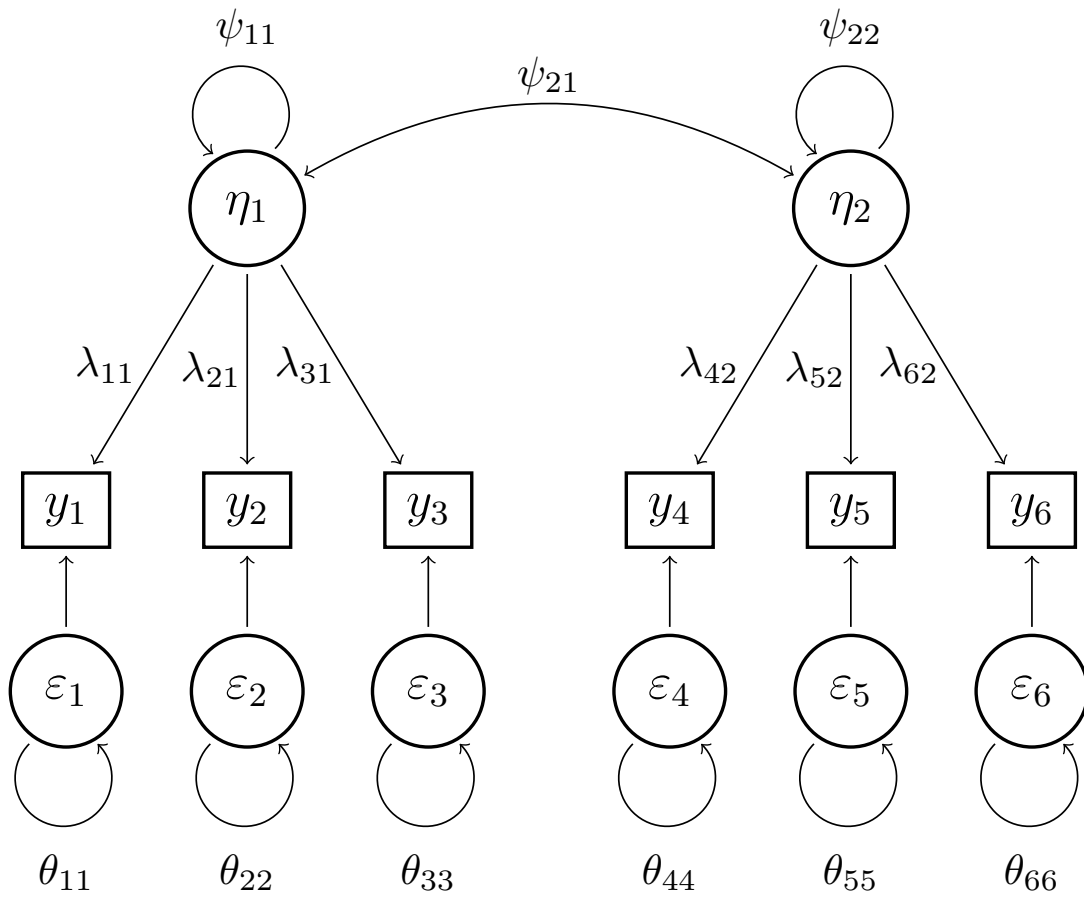 ψ₁₁ ψ₂₂
ψ₂₁
η₁ η₂
λ₁₁ λ₂₁ λ₃₁ λ₄₂ λ₅₂ λ₆₂
y₁ y₂ y₃ y₄ y₅ y₆
ε₁ ε₂ ε₃ ε₄ ε₅ ε₆
θ₁₁ θ₂₂ θ₃₃ θ₄₄ θ₅₅ θ₆₆